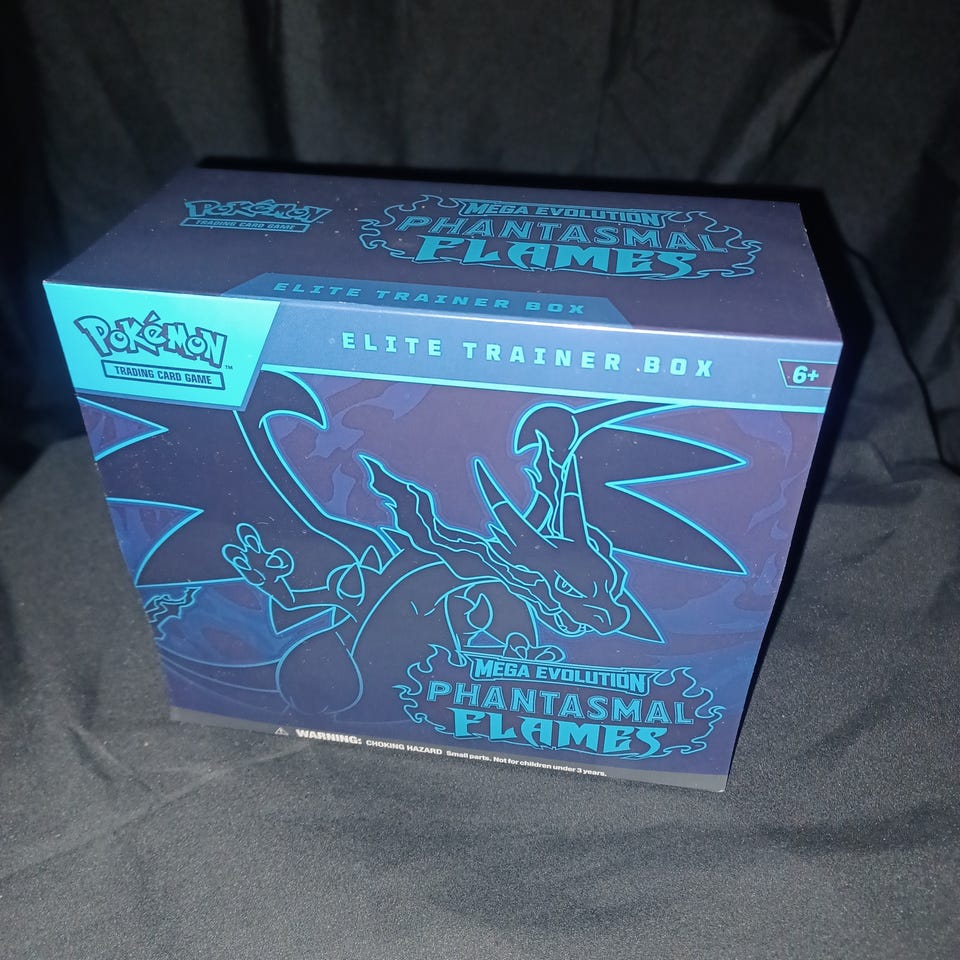 Pokémon
TRADING CARD GAME
MEGA EVOLUTION
PHANTASMAL
FLAMES
ELITE TRAINER BOX
Pokémon
TRADING CARD GAME
™
ELITE TRAINER BOX
6+
MEGA EVOLUTION
PHANTASMAL
FLAMES
⚠ WARNING: CHOKING HAZARD Small parts. Not for children under 3 years.